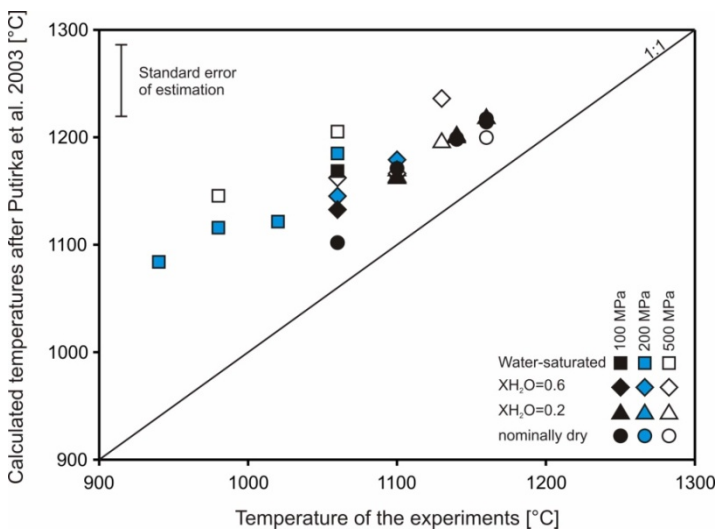 Calculated temperatures after Putirka et al. 2003 [°C]
1300
1200
1100
1000
900
Standard error
of estimation
1:1
100 MPa
200 MPa
500 MPa
Water-saturated
XH₂O=0.6
XH₂O=0.2
nominally dry
900
1000
1100
1200
1300
Temperature of the experiments [°C]